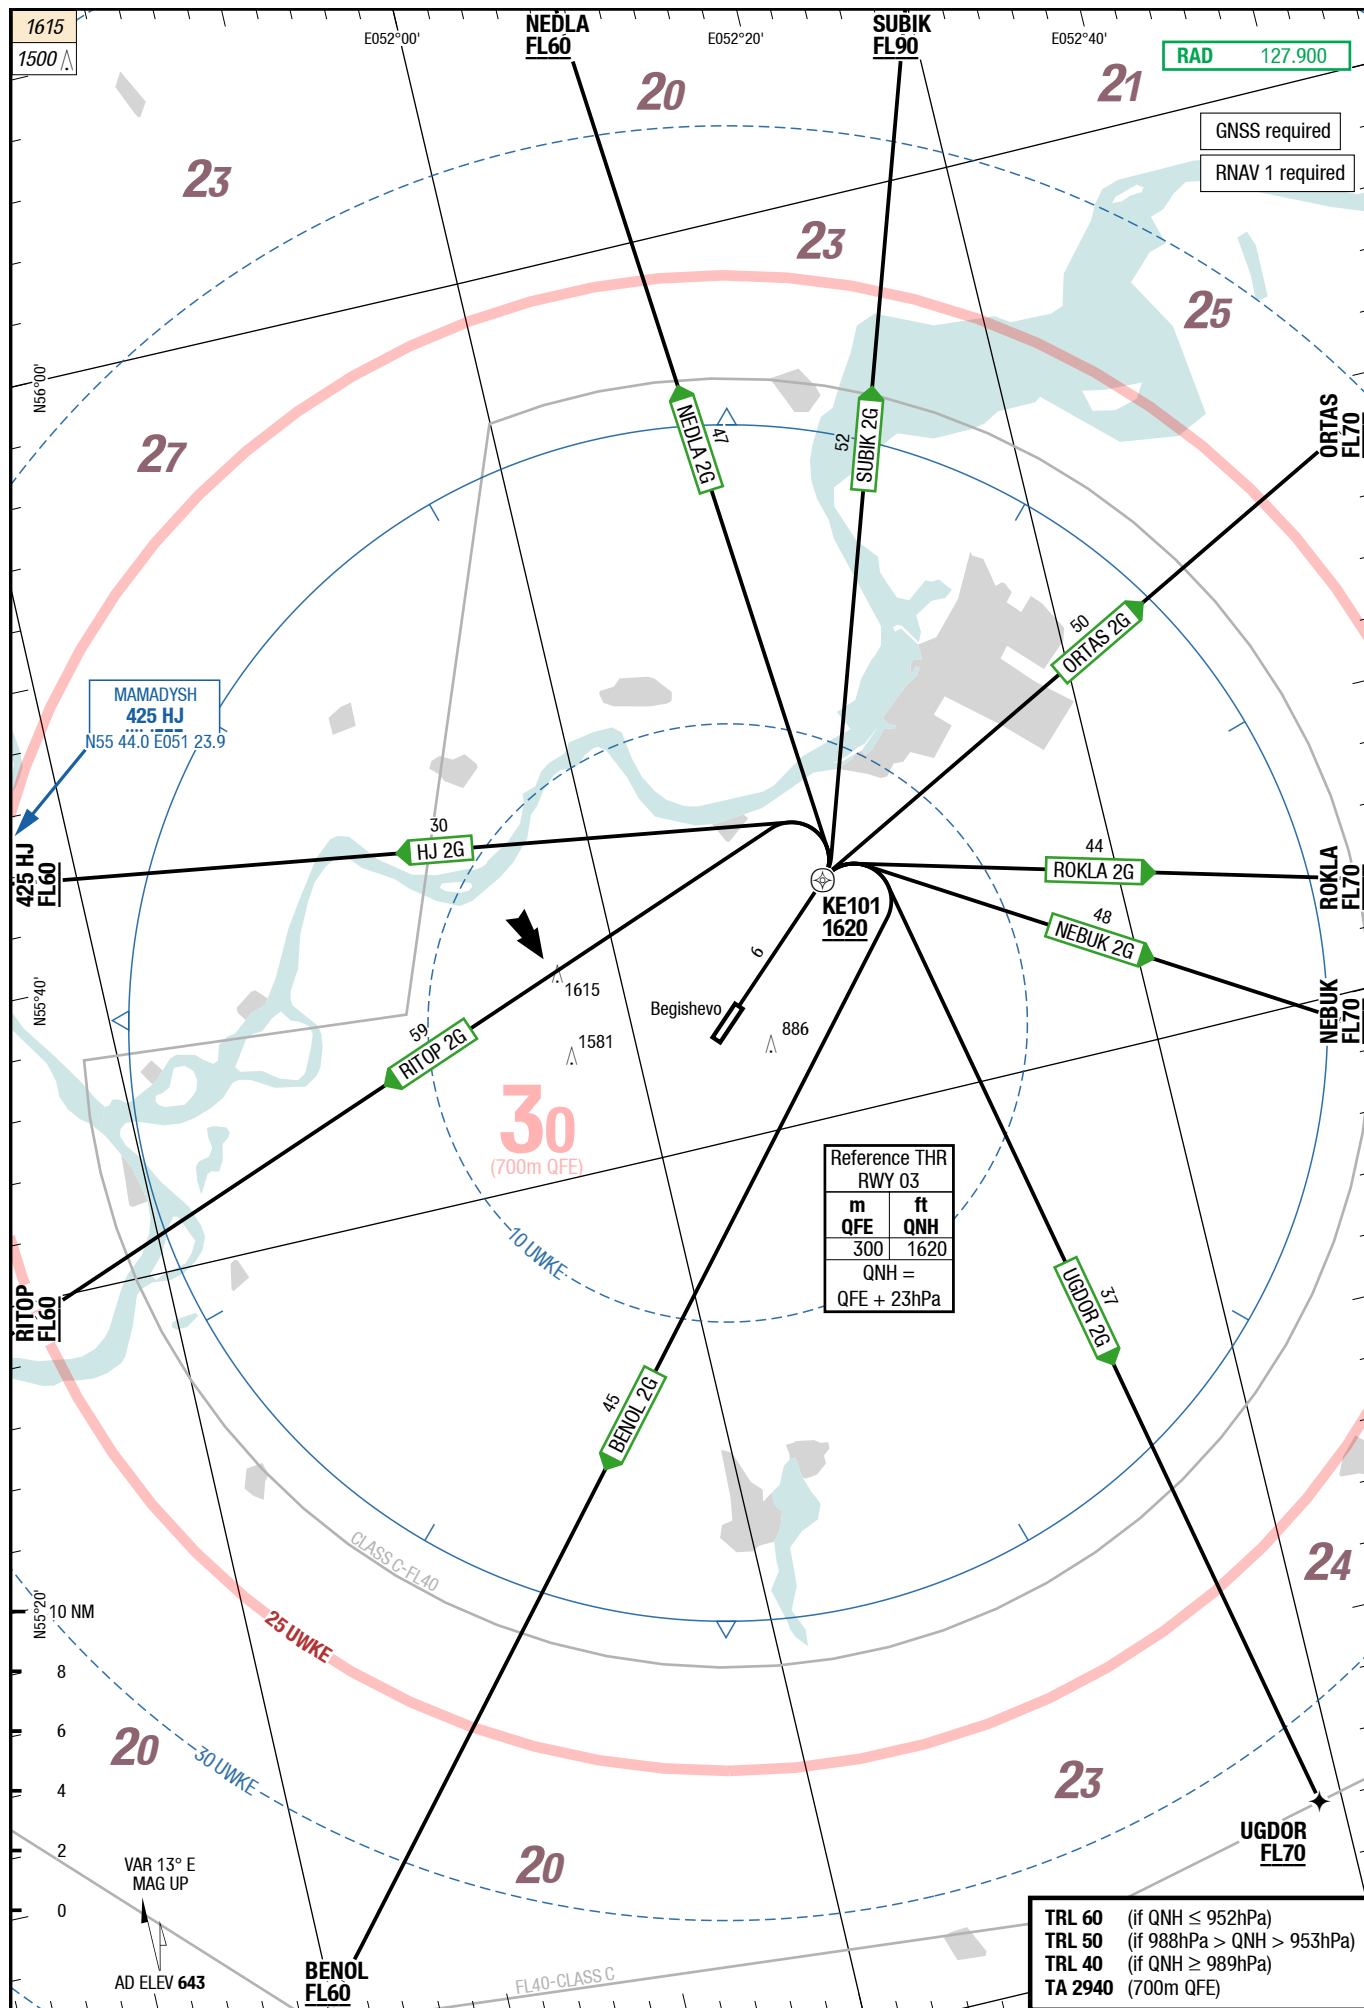 1615
1500
NEDLA
FL60
SUBIK
FL90
E052°00'
E052°20'
E052°40'
RAD 127.900
GNSS required
RNAV 1 required
20
21
23
23
25
27
N56°00'
ORTAS
FL70
NEDLA 2G
47
52
SUBIK 2G
50
ORTAS 2G
MAMADYSH
425 HJ
N55 44.0 E051 23.9
30
HJ 2G
425 HJ
FL60
44
ROKLA 2G
ROKLA
FL70
KE101
1620
48
NEBUK 2G
NEBUK
FL70
6
1615
1581
Begishevo
886
N55°40'
59
RITOP 2G
30
(700m QFE)
Reference THR
RWY 03
m ft
QFE QNH
300 1620
QNH =
QFE + 23hPa
10 UWKE
RITOP
FL60
37
UGDOR 2G
45
BENOL 2G
CLASS C-FL40
24
N55°20'
10 NM
8
6
4
2
0
25 UWKE
30 UWKE
20
20
23
UGDOR
FL70
VAR 13° E
MAG UP
AD ELEV 643
BENOL
FL60
FL40-CLASS C
TRL 60 (if QNH ≤ 952hPa)
TRL 50 (if 988hPa > QNH > 953hPa)
TRL 40 (if QNH ≥ 989hPa)
TA 2940 (700m QFE)